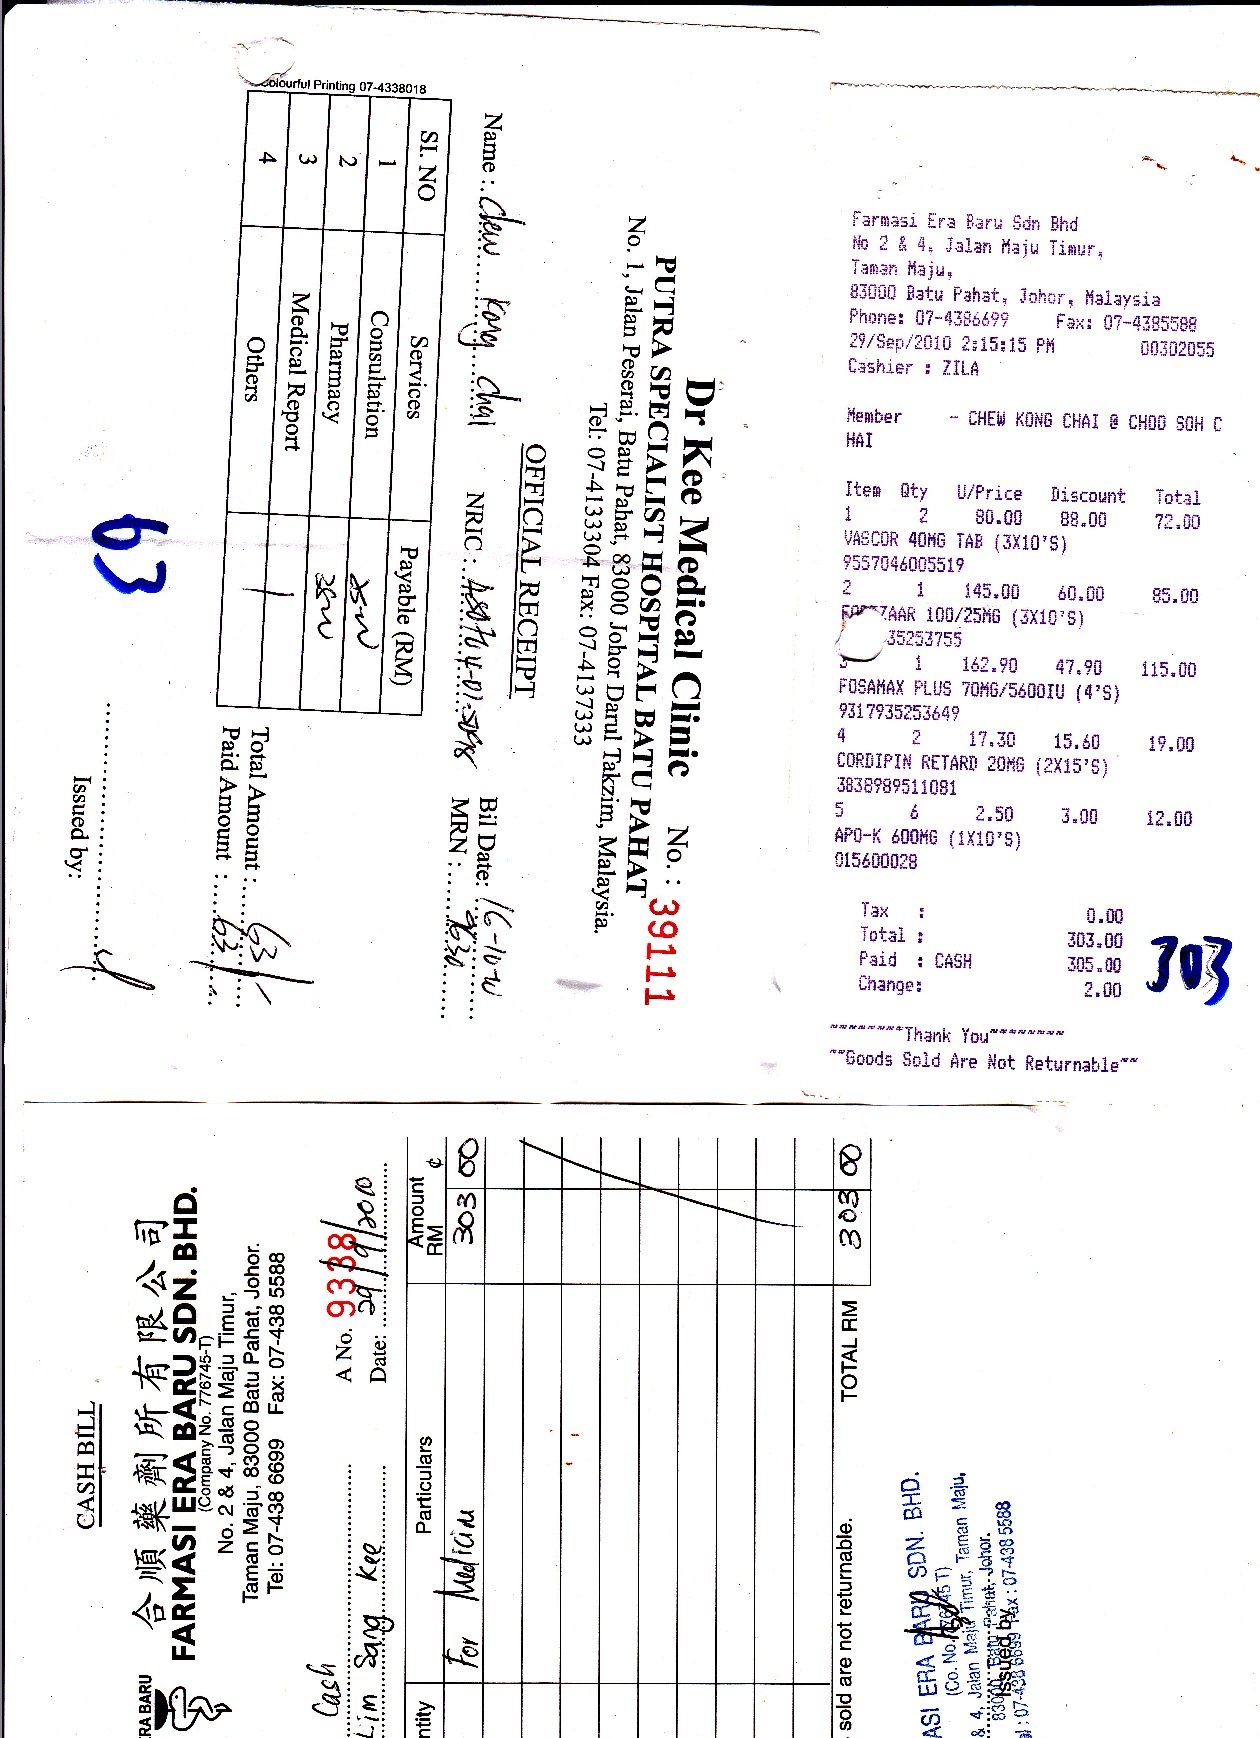 Colourful Printing 07-4338018
Dr Kee Medical Clinic No. : 39111
PUTRA SPECIALIST HOSPITAL BATU PAHAT
No. 1, Jalan Peserai, Batu Pahat, 83000 Johor Darul Takzim, Malaysia.
Tel: 07-4133304 Fax: 07-4137333
OFFICIAL RECEIPT
Name : Chew Kong Chai NRIC : Bil Date:
MRN : 9630
SI. NO Services Payable (RM)
1 Consultation
2 Pharmacy
3 Medical Report
4 Others
Total Amount : 63/-
Paid Amount : 63/-
Issued by:
63
Farmasi Era Baru Sdn Bhd
No 2 & 4, Jalan Maju Timur,
Taman Maju,
83000 Batu Pahat, Johor, Malaysia
Phone: 07-4386699 Fax: 07-4385588
29/Sep/2010 2:15:15 PM 00302055
Cashier : ZILA
Member - CHEW KONG CHAI @ CHOO SOH C
HAI
Item Qty U/Price Discount Total
1 2 80.00 88.00 72.00
VASCOR 40MG TAB (3X10'S)
9557046005519
2 1 145.00 60.00 85.00
ZAAR 100/25MG (3X10'S)
35253755
3 1 162.90 47.90 115.00
FOSAMAX PLUS 70MG/5600IU (4'S)
9317935253649
4 2 17.30 15.60 19.00
CORDIPIN RETARD 20MG (2X15'S)
3838989511081
5 6 2.50 3.00 12.00
APO-K 600MG (1X10'S)
015600028
Tax : 0.00
Total : 303.00
Paid : CASH 305.00
Change: 2.00
303
~~~~~~~~Thank You~~~~~~~~
~~Goods Sold Are Not Returnable~~
CASH BILL
ERA BARU
合順藥劑所有限公司
FARMASI ERA BARU SDN. BHD.
(Company No. 776745-T)
No. 2 & 4, Jalan Maju Timur,
Taman Maju, 83000 Batu Pahat, Johor.
Tel: 07-438 6699 Fax: 07-438 5588
Cash A No. 9338
Lim Sang Kee Date: 29/9/2010
ntity Particulars Amount
RM ¢
For Medicine 303 00
sold are not returnable. TOTAL RM 303 00
ASI ERA BARU SDN. BHD.
(Co. No. 776745 T)
& 4, Jalan Maju Timur, Taman Maju,
83000 Batu Pahat, Johor.
Issued by
: 07-438 6699 Fax : 07-438 5588